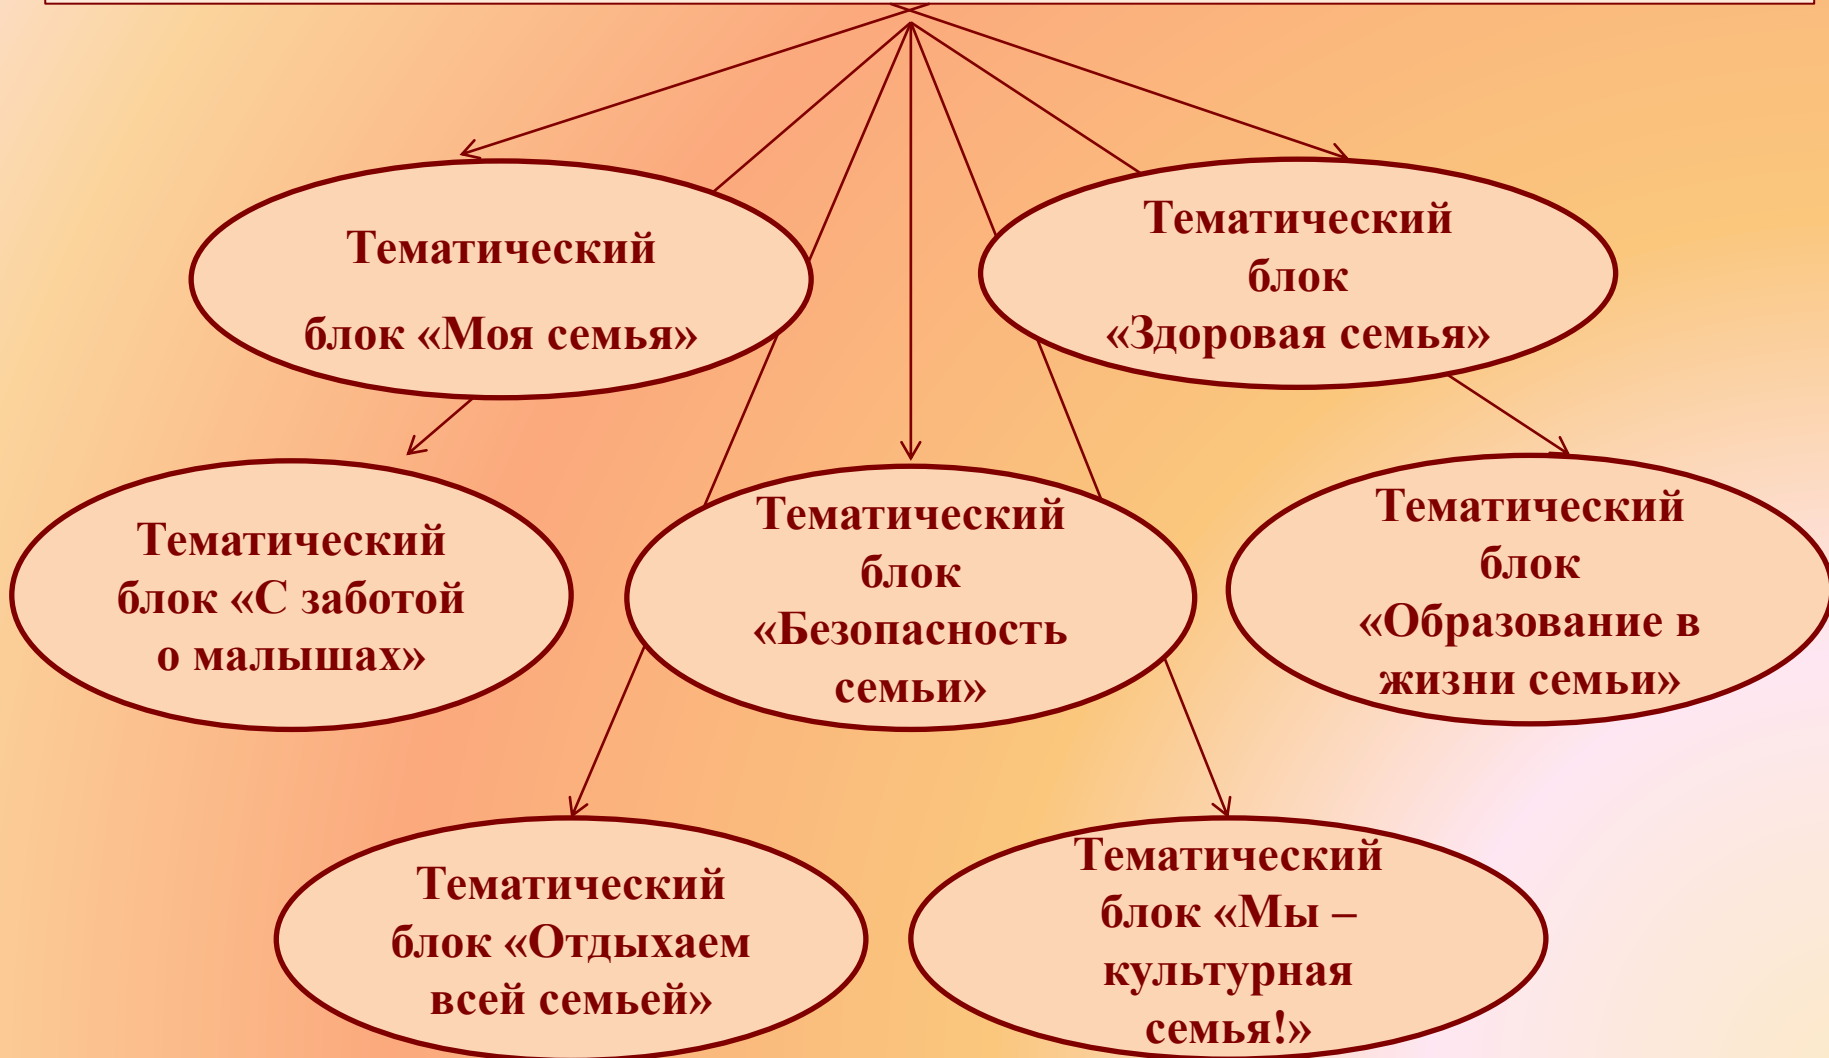 Тематический
блок «Моя семья»
Тематический
блок
«Здоровая семья»
Тематический
блок «С заботой
о малышах»
Тематический
блок
«Безопасность
семьи»
Тематический
блок
«Образование в
жизни семьи»
Тематический
блок «Отдыхаем
всей семьей»
Тематический
блок «Мы –
культурная
семья!»